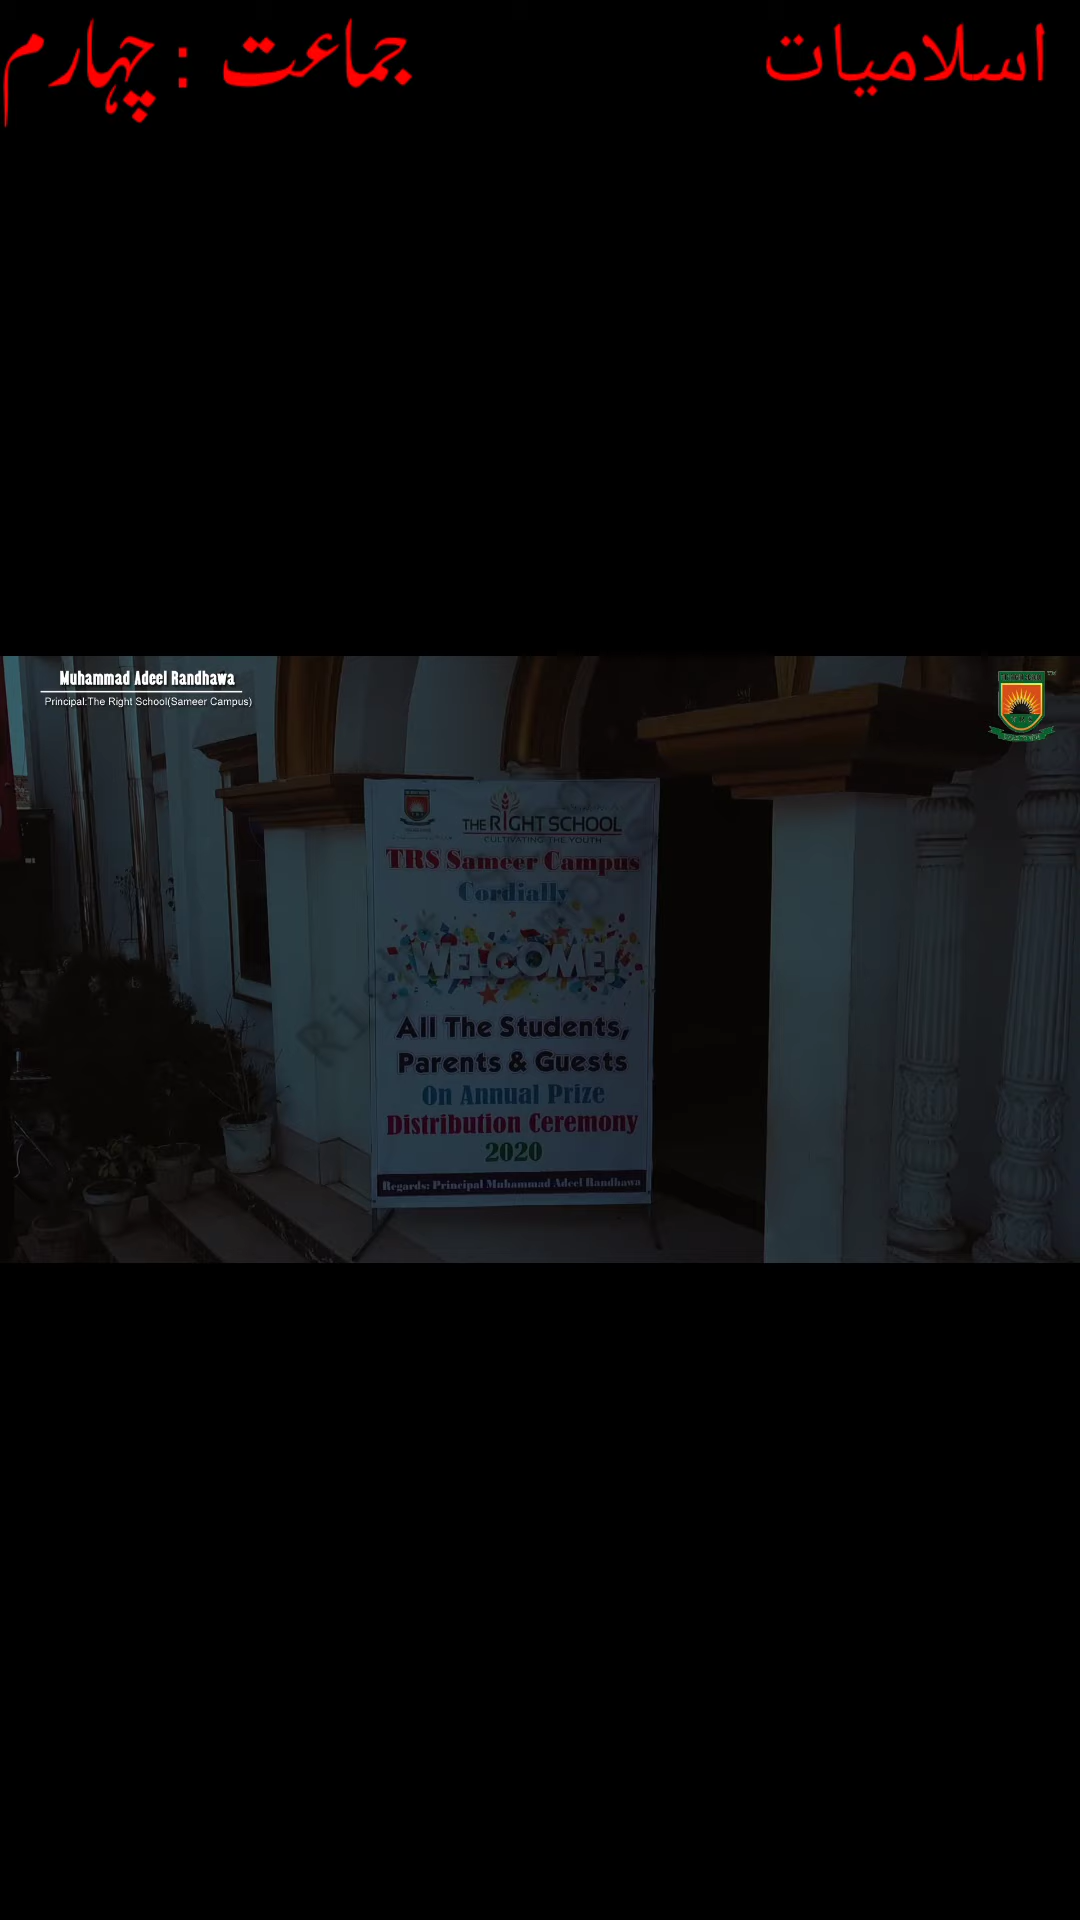 اسلامیات
جماعت : چہارم
Muhammad Adeel Randhawa
Principal:The Right School(Sameer Campus)
THE RIGHT SCHOOL
CULTIVATING THE YOUTH
TRS Sameer Campus
Cordially
WELCOME!
All The Students,
Parents & Guests
On Annual Prize
Distribution Ceremony
2020
Regards: Principal Muhammad Adeel Randhawa